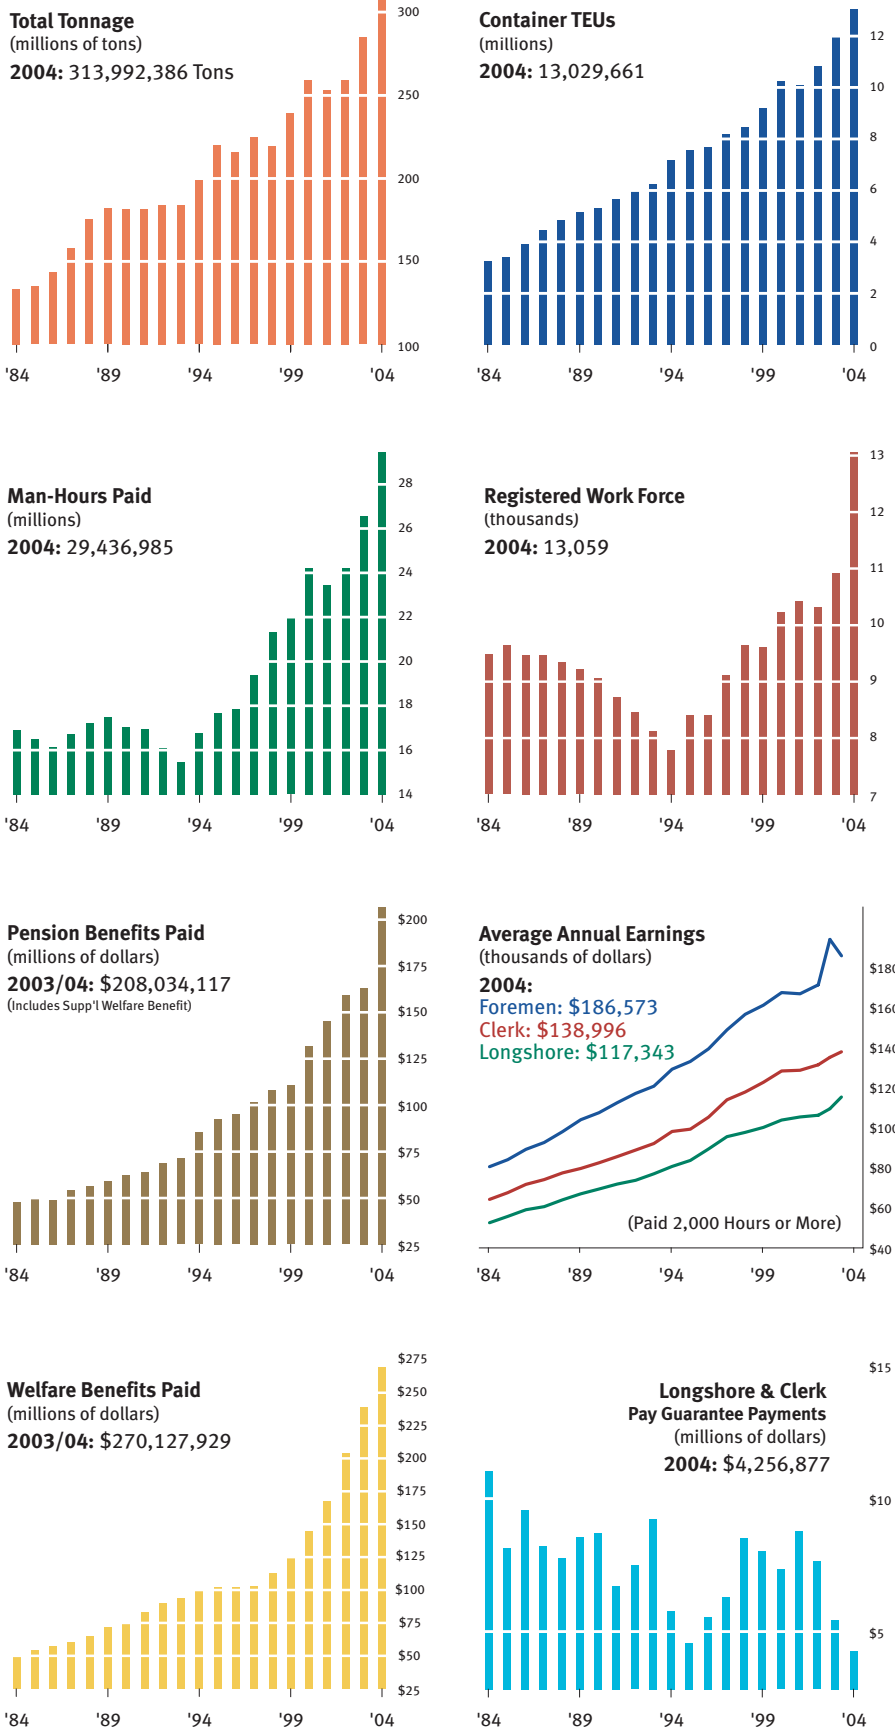 Total Tonnage
(millions of tons)
2004: 313,992,386 Tons
300
250
200
150
100
'84 '89 '94 '99 '04
Container TEUs
(millions)
2004: 13,029,661
12
10
8
6
4
2
0
'84 '89 '94 '99 '04
Man-Hours Paid
(millions)
2004: 29,436,985
28
26
24
22
20
18
16
14
'84 '89 '94 '99 '04
Registered Work Force
(thousands)
2004: 13,059
13
12
11
10
9
8
7
'84 '89 '94 '99 '04
Pension Benefits Paid
(millions of dollars)
2003/04: $208,034,117
(Includes Supp'l Welfare Benefit)
$200
$175
$150
$125
$100
$75
$50
$25
'84 '89 '94 '99 '04
Average Annual Earnings
(thousands of dollars)
2004:
Foremen: $186,573
Clerk: $138,996
Longshore: $117,343
$180
$160
$140
$120
$100
$80
$60
$40
(Paid 2,000 Hours or More)
'84 '89 '94 '99 '04
Welfare Benefits Paid
(millions of dollars)
2003/04: $270,127,929
$275
$250
$225
$200
$175
$150
$125
$100
$75
$50
$25
'84 '89 '94 '99 '04
Longshore & Clerk
Pay Guarantee Payments
(millions of dollars)
2004: $4,256,877
$15
$10
$5
'84 '89 '94 '99 '04